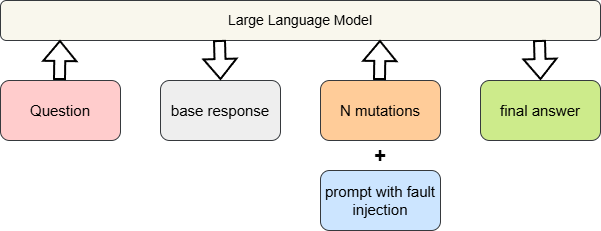 Large Language Model
Question
base response
N mutations
final answer
+
prompt with fault
injection